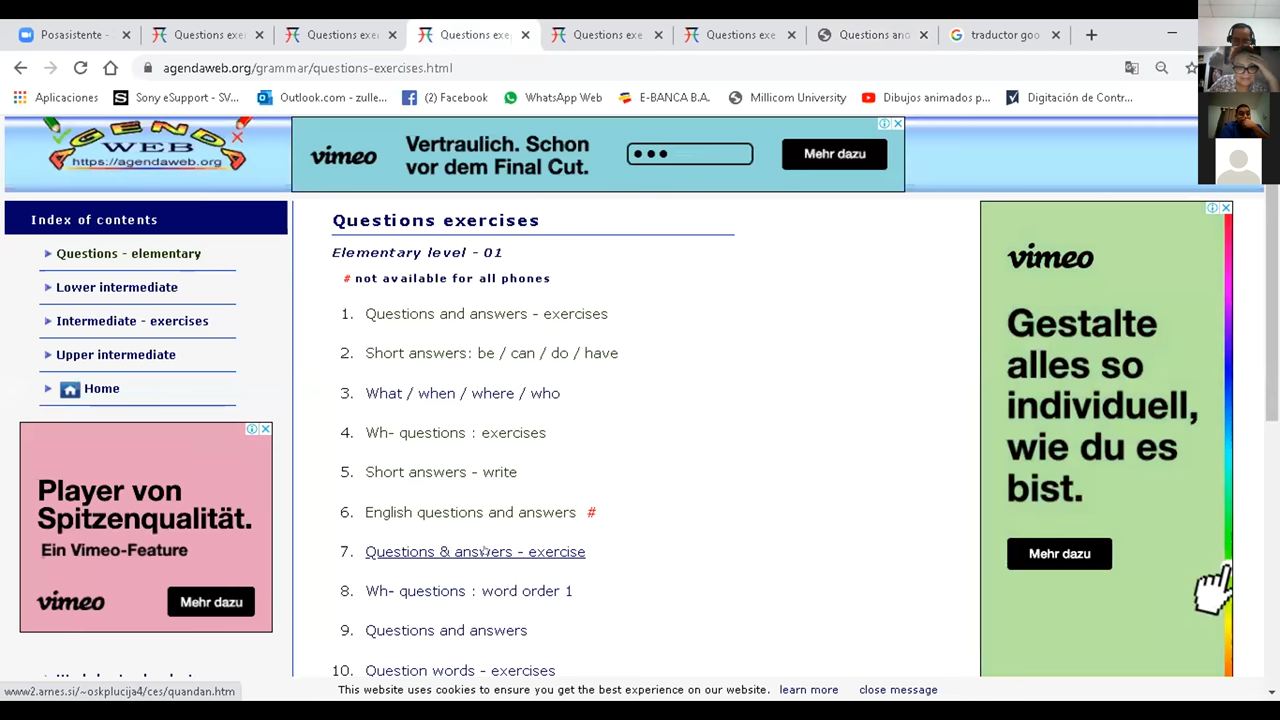 Posasistente -
Questions exe
Questions exe
Questions exe
Questions exe
Questions exe
Questions and
traductor goo
agendaweb.org/grammar/questions-exercises.html
Aplicaciones
Sony eSupport - SV...
Outlook.com - zulle...
(2) Facebook
WhatsApp Web
E-BANCA B.A.
Millicom University
Dibujos animados p...
Digitación de Contr...
WEB
https://agendaweb.org
vimeo
Vertraulich. Schon
vor dem Final Cut.
Mehr dazu
Index of contents
Questions - elementary
Lower intermediate
Intermediate - exercises
Upper intermediate
Home
Player von
Spitzenqualität.
Ein Vimeo-Feature
vimeo
Mehr dazu
Questions exercises
Elementary level - 01
# not available for all phones
1. Questions and answers - exercises
2. Short answers: be / can / do / have
3. What / when / where / who
4. Wh- questions : exercises
5. Short answers - write
6. English questions and answers #
7. Questions & answers - exercise
8. Wh- questions : word order 1
9. Questions and answers
10. Question words - exercises
vimeo
Gestalte
alles so
individuell,
wie du es
bist.
Mehr dazu
www2.arnes.si/~oskplucija4/ces/quandan.htm
This website uses cookies to ensure you get the best experience on our website. learn more close message